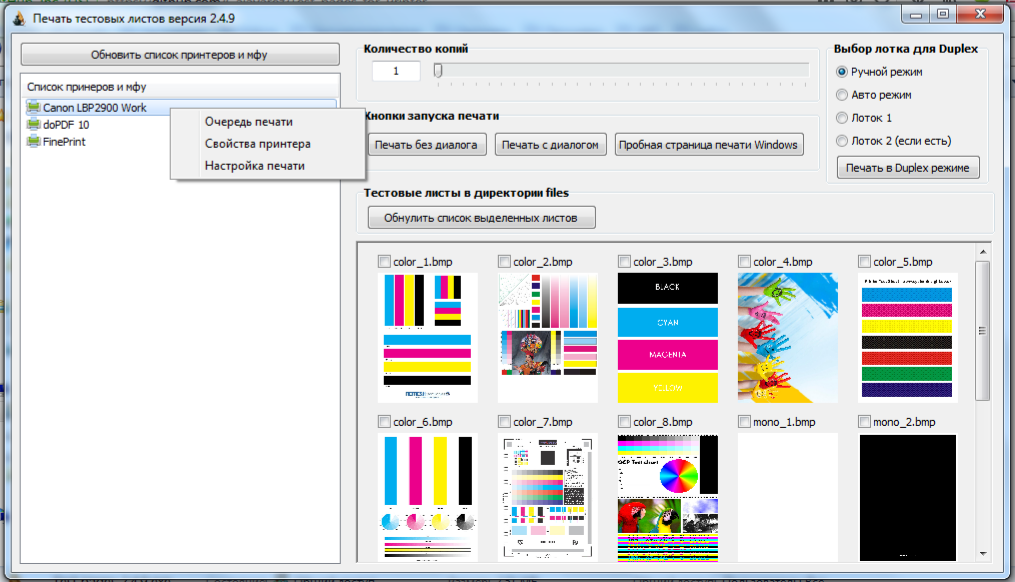 Печать тестовых листов версия 2.4.9
Обновить список принтеров и мфу
Список принеров и мфу
Canon LBP2900 Work
doPDF 10
FinePrint
Очередь печати
Свойства принтера
Настройка печати
Количество копий
1
Кнопки запуска печати
Печать без диалога
Печать с диалогом
Пробная страница печати Windows
Выбор лотка для Duplex
Ручной режим
Авто режим
Лоток 1
Лоток 2 (если есть)
Печать в Duplex режиме
Тестовые листы в директории files
Обнулить список выделенных листов
color_1.bmp
color_2.bmp
color_3.bmp
color_4.bmp
color_5.bmp
BLACK
CYAN
MAGENTA
YELLOW
color_6.bmp
color_7.bmp
color_8.bmp
mono_1.bmp
mono_2.bmp
OCP Test chart